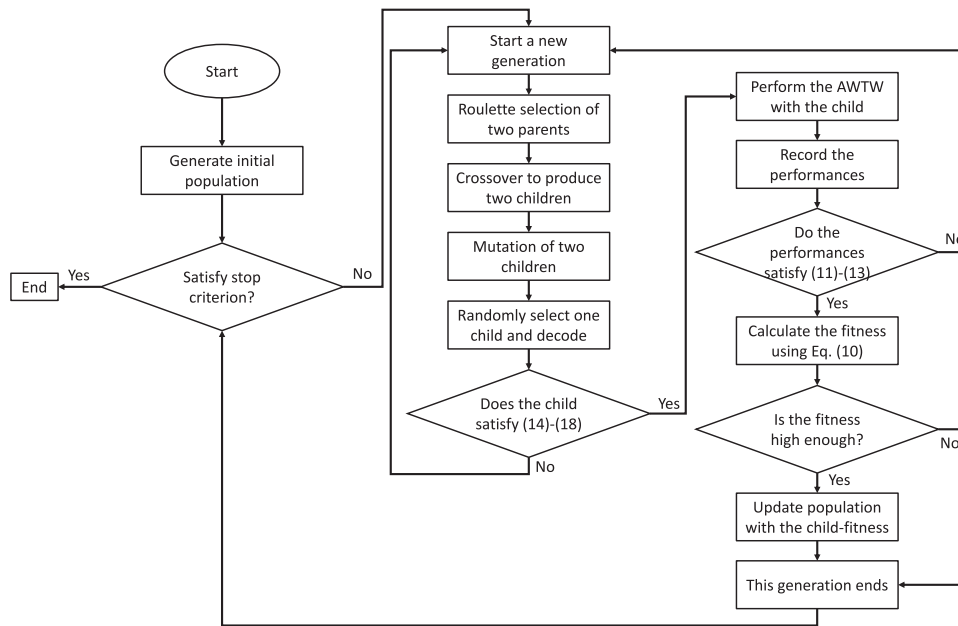 Start
Generate initial
population
Satisfy stop
criterion?
Yes
End
No
Start a new
generation
Roulette selection of
two parents
Crossover to produce
two children
Mutation of two
children
Randomly select one
child and decode
Does the child
satisfy (14)-(18)
Yes
No
Perform the AWTW
with the child
Record the
performances
Do the
performances
satisfy (11)-(13)
No
Yes
Calculate the fitness
using Eq. (10)
Is the fitness
high enough?
No
Yes
Update population
with the child-fitness
This generation ends